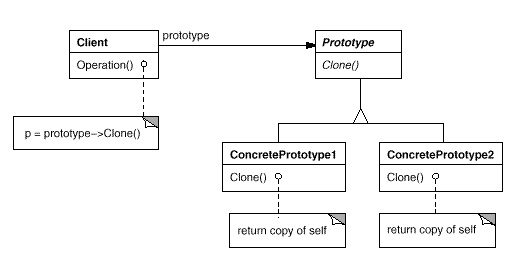 Client
prototype
Prototype
Operation()
Clone()
p = prototype->Clone()
ConcretePrototype1
ConcretePrototype2
Clone()
Clone()
return copy of self
return copy of self